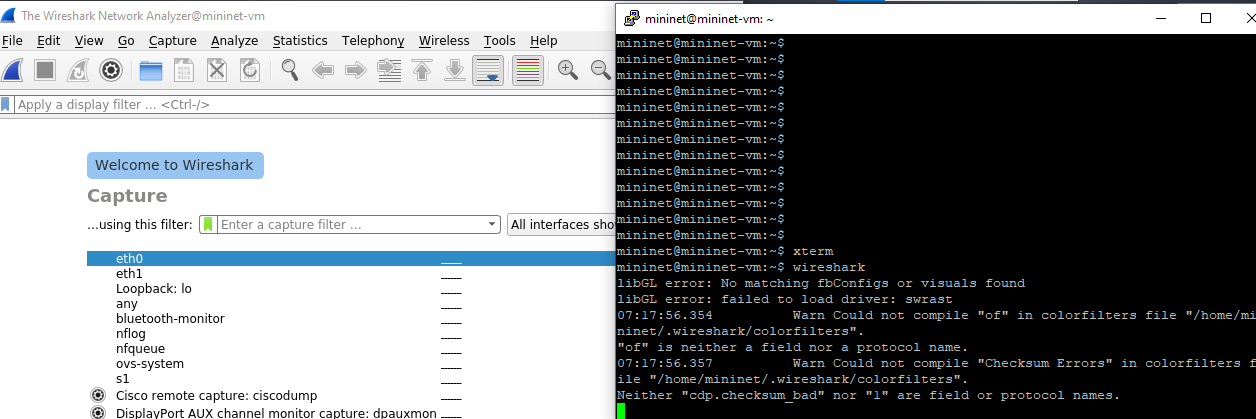 The Wireshark Network Analyzer@mininet-vm
File Edit View Go Capture Analyze Statistics Telephony Wireless Tools Help
Apply a display filter ... <Ctrl-/>
Welcome to Wireshark
Capture
...using this filter: Enter a capture filter ... All interfaces sho
eth0
eth1
Loopback: lo
any
bluetooth-monitor
nflog
nfqueue
ovs-system
s1
Cisco remote capture: ciscodump
DisplayPort AUX channel monitor capture: dpauxmon
mininet@mininet-vm: ~
mininet@mininet-vm:~$
mininet@mininet-vm:~$
mininet@mininet-vm:~$
mininet@mininet-vm:~$
mininet@mininet-vm:~$
mininet@mininet-vm:~$
mininet@mininet-vm:~$
mininet@mininet-vm:~$
mininet@mininet-vm:~$
mininet@mininet-vm:~$
mininet@mininet-vm:~$
mininet@mininet-vm:~$
mininet@mininet-vm:~$
mininet@mininet-vm:~$ xterm
mininet@mininet-vm:~$ wireshark
libGL error: No matching fbConfigs or visuals found
libGL error: failed to load driver: swrast
07:17:56.354 Warn Could not compile "of" in colorfilters file "/home/mi
ninet/.wireshark/colorfilters".
"of" is neither a field nor a protocol name.
07:17:56.357 Warn Could not compile "Checksum Errors" in colorfilters f
ile "/home/mininet/.wireshark/colorfilters".
Neither "cdp.checksum_bad" nor "1" are field or protocol names.